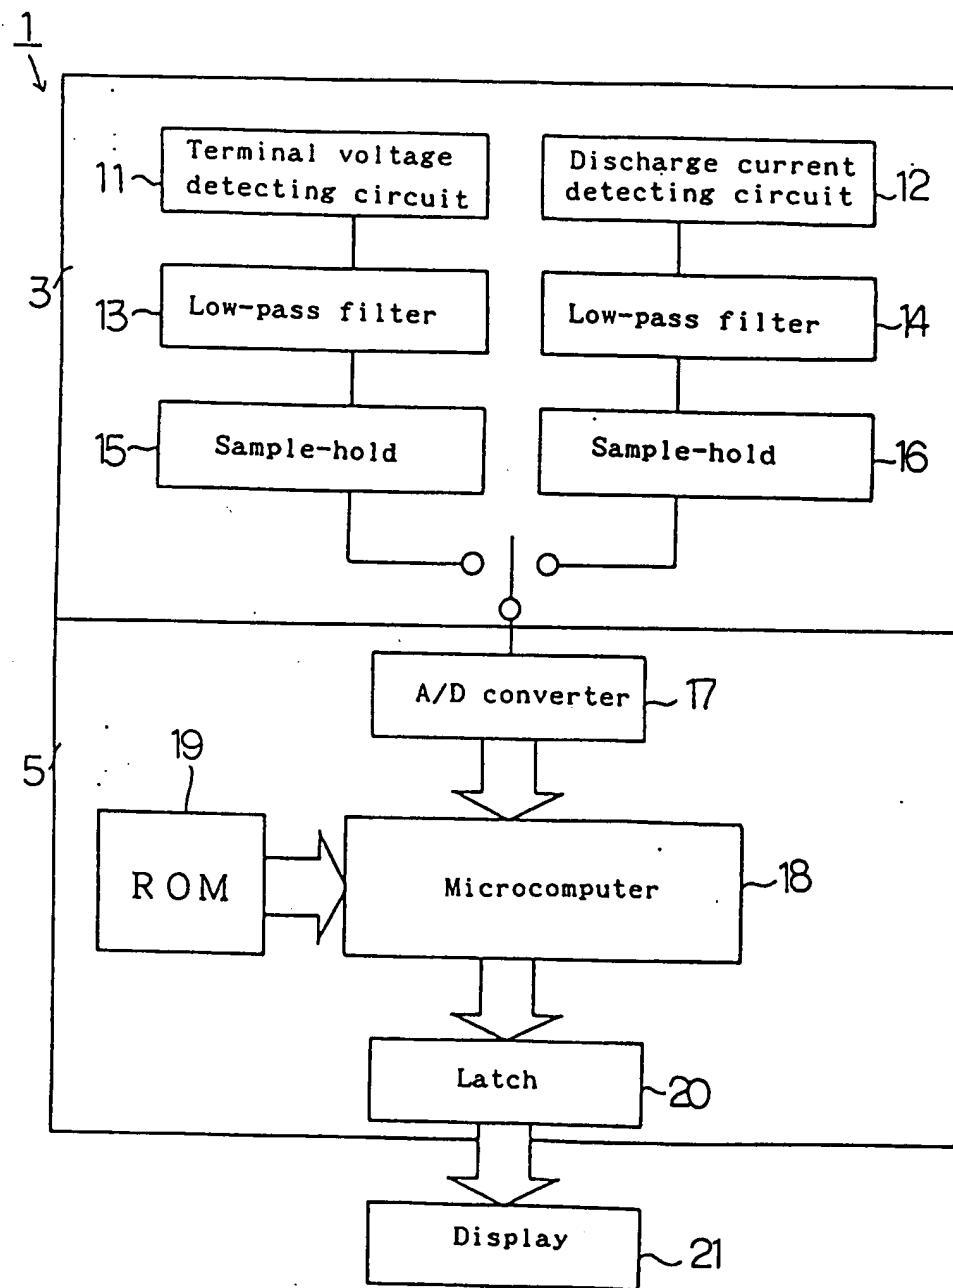 1
Terminal voltage
detecting circuit
11
Discharge current
detecting circuit
12
3
13
Low-pass filter
Low-pass filter
14
15
Sample-hold
Sample-hold
16
A/D converter
17
5
19
ROM
Microcomputer
18
Latch
20
Display
21